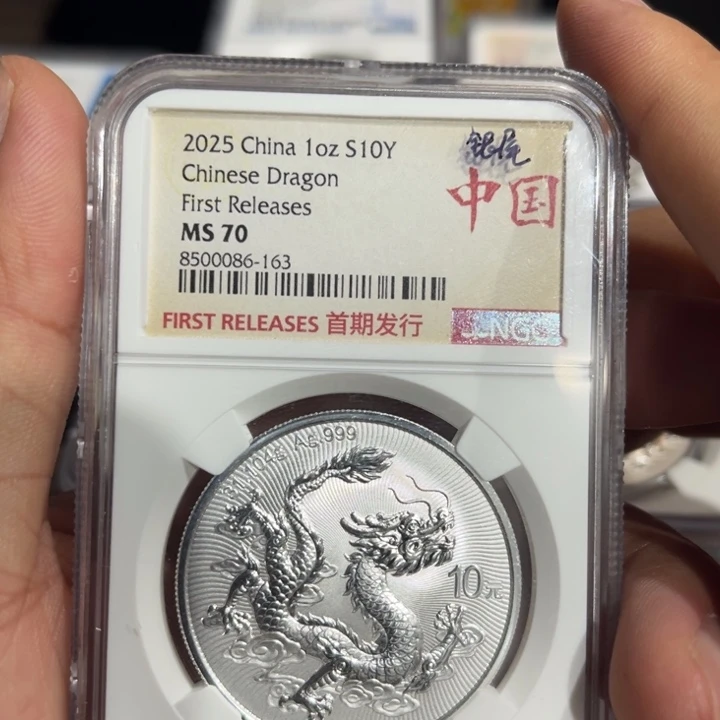 2025 China 1oz S10Y
Chinese Dragon
First Releases
MS 70
8500086-163
中国
FIRST RELEASES 首期发行
NGC
Ag.999
10元